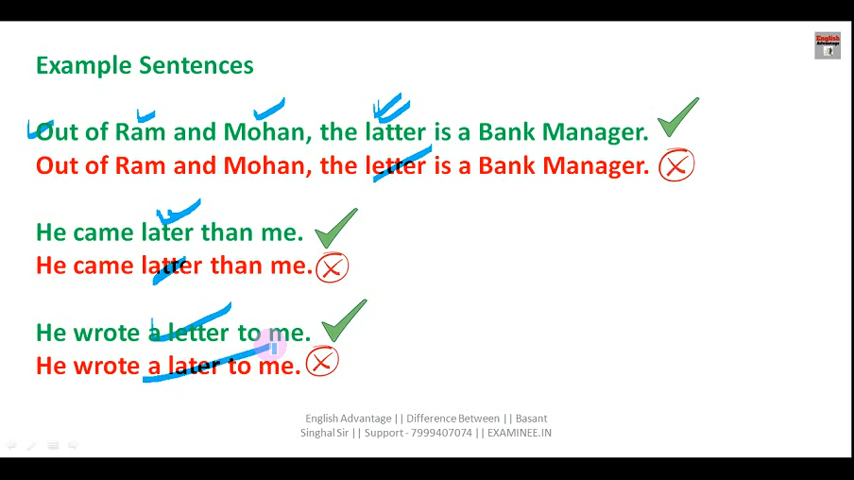 English
Advantage
Example Sentences
Out of Ram and Mohan, the latter is a Bank Manager.
Out of Ram and Mohan, the letter is a Bank Manager.
He came later than me.
He came latter than me.
He wrote a letter to me.
He wrote a later to me.
English Advantage || Difference Between || Basant
Singhal Sir || Support - 7999407074 || EXAMINEE.IN